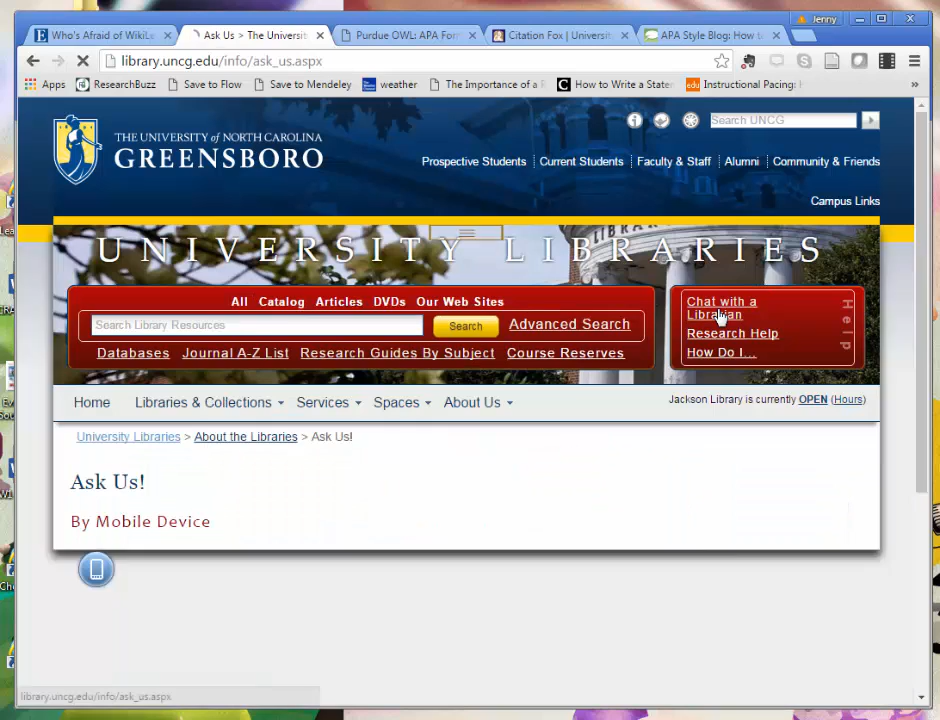 Jenny
Who's Afraid of WikiLe
Ask Us > The Universit
Purdue OWL: APA Form
Citation Fox | Universit
APA Style Blog: How t
library.uncg.edu/info/ask_us.aspx
Apps
ResearchBuzz
Save to Flow
Save to Mendeley
weather
The Importance of a R
How to Write a State
Instructional Pacing:
»
THE UNIVERSITY of NORTH CAROLINA
GREENSBORO
Search UNCG
Prospective Students
Current Students
Faculty & Staff
Alumni
Community & Friends
Campus Links
UNIVERSITY LIBRARIES
All Catalog Articles DVDs Our Web Sites
Search Library Resources
Search
Advanced Search
Databases Journal A-Z List Research Guides By Subject Course Reserves
Chat with a
Librarian
Research Help
How Do I...
Help
Home
Libraries & Collections
Services
Spaces
About Us
Jackson Library is currently OPEN (Hours)
University Libraries > About the Libraries > Ask Us!
Ask Us!
By Mobile Device
library.uncg.edu/info/ask_us.aspx